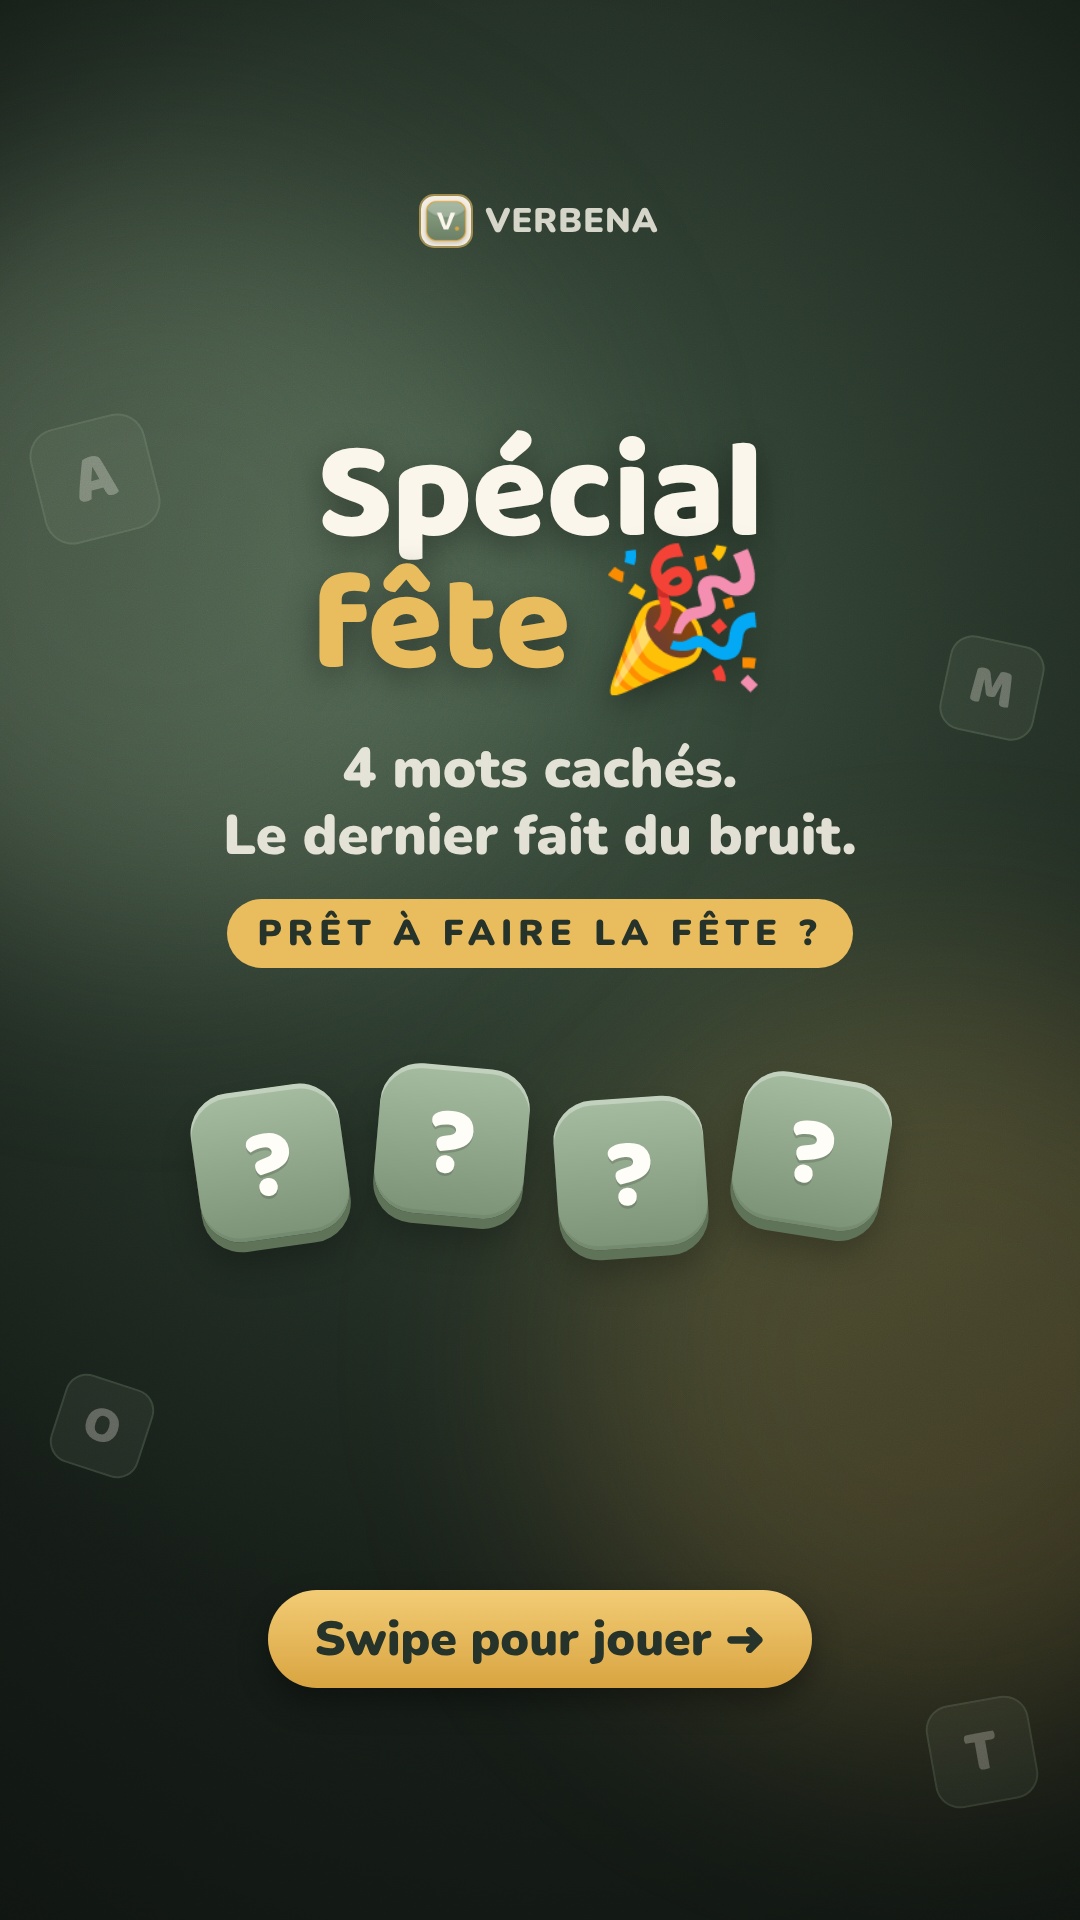 V. VERBENA
Spécial
A
fête 🎉
M
4 mots cachés.
Le dernier fait du bruit.
PRÊT À FAIRE LA FÊTE ?
? ? ? ?
O
Swipe pour jouer ➜
T